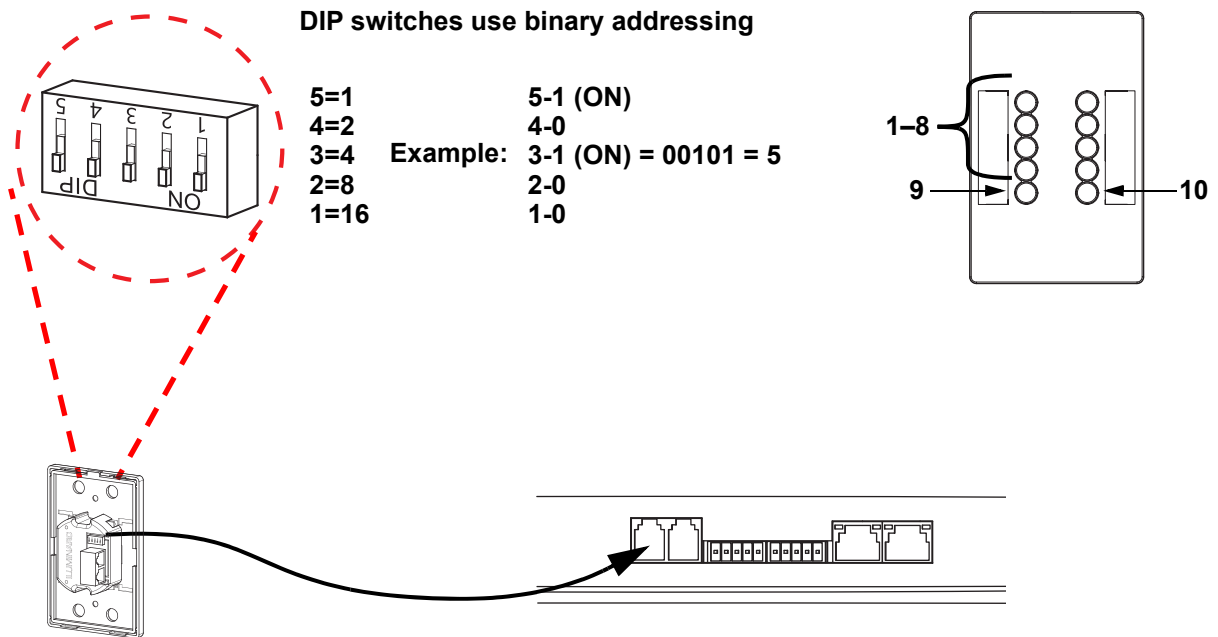 DIP switches use binary addressing
5 4 3 2 1
DIP
ON
5=1 5-1 (ON)
4=2 4-0
3=4 Example: 3-1 (ON) = 00101 = 5
2=8 2-0
1=16 1-0
1–8
9
10